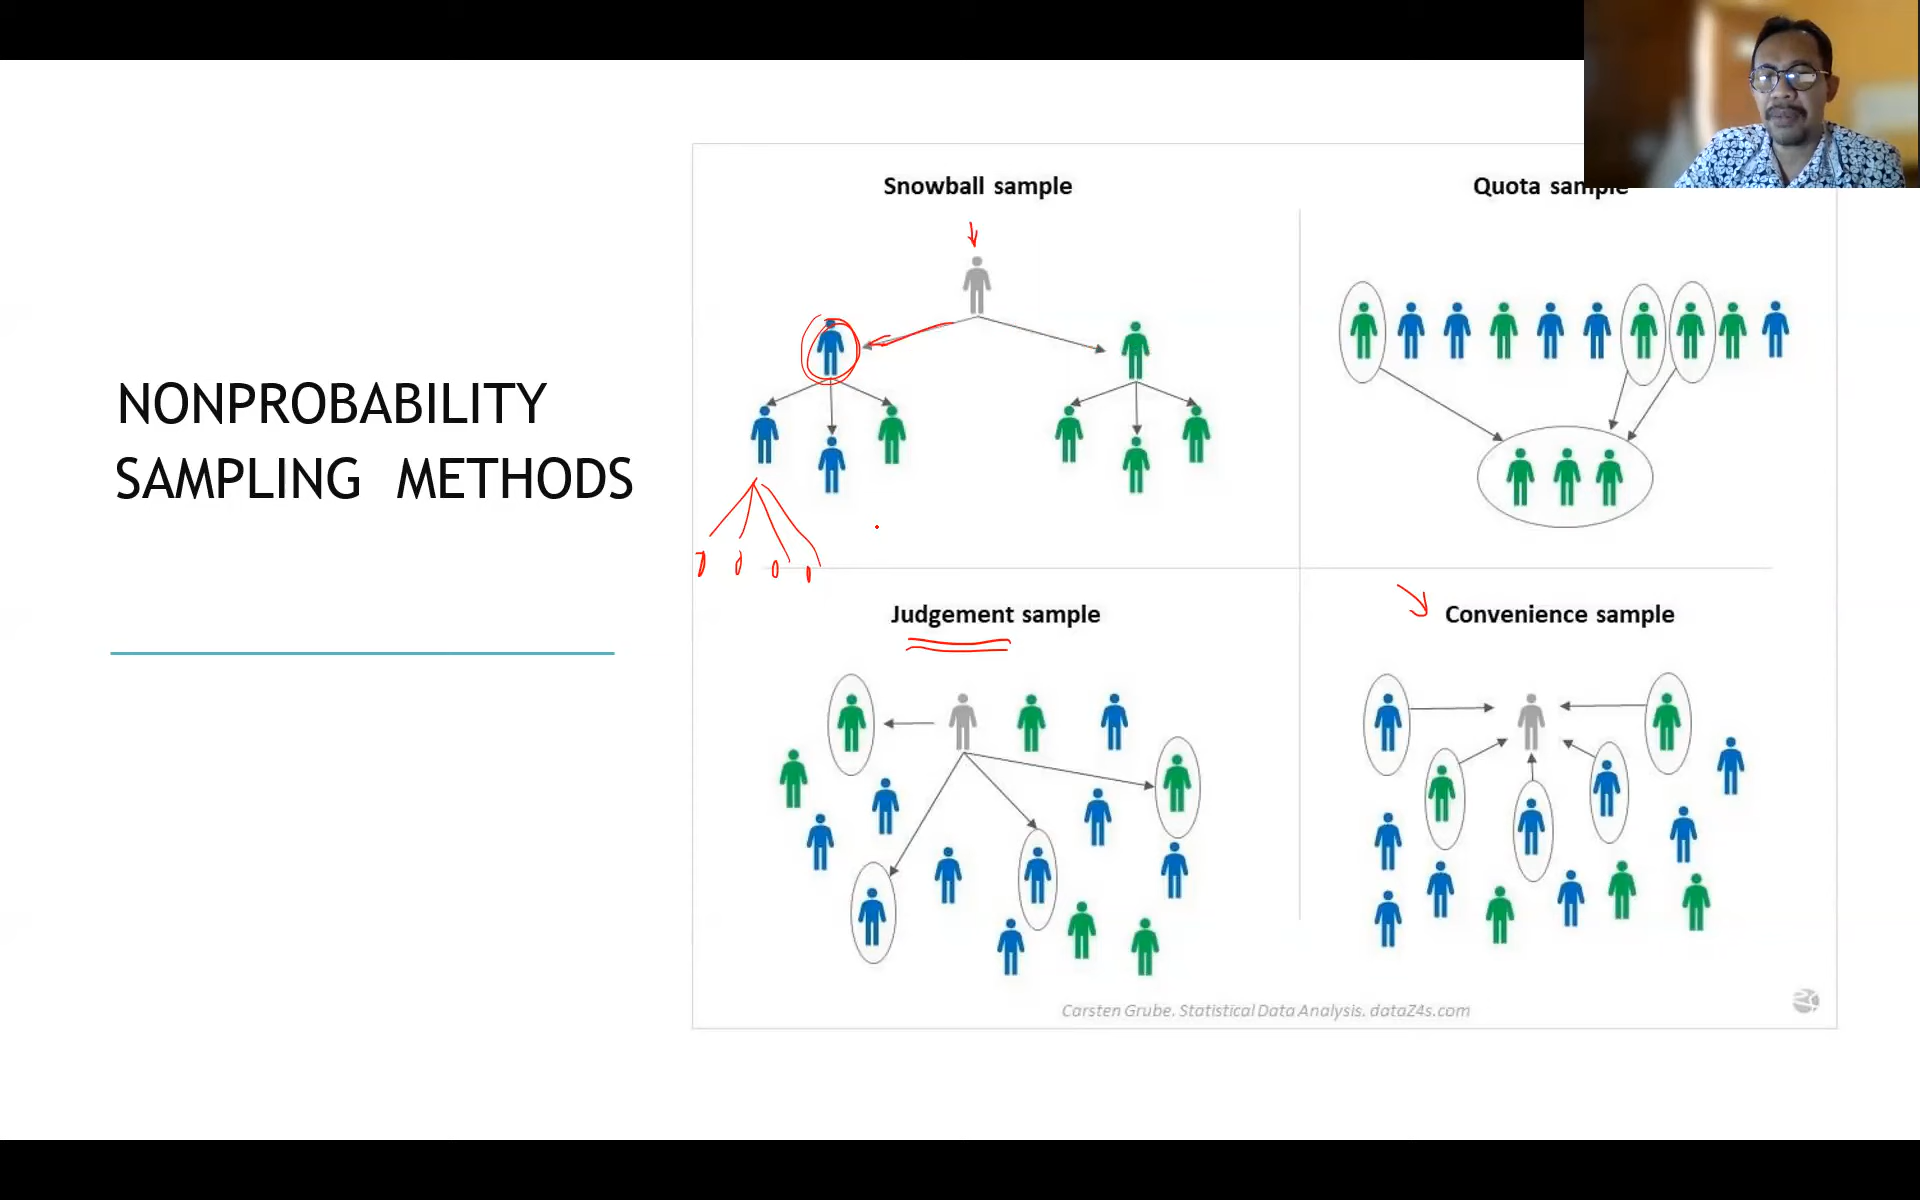 NONPROBABILITY
SAMPLING METHODS
Snowball sample
Quota sample
Judgement sample
Convenience sample
Carsten Grube. Statistical Data Analysis. dataZ4s.com